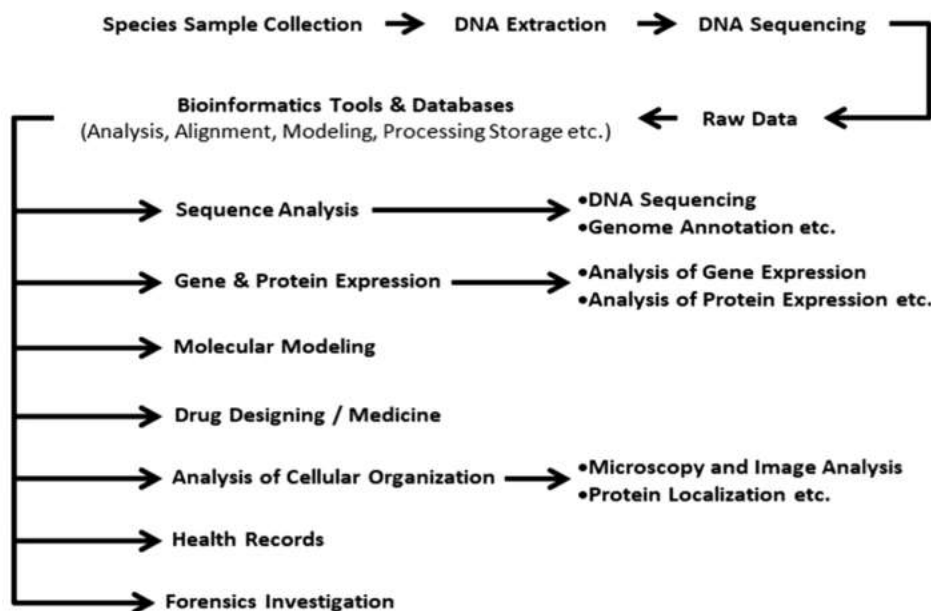 Species Sample Collection
DNA Extraction
DNA Sequencing
Bioinformatics Tools & Databases
(Analysis, Alignment, Modeling, Processing Storage etc.)
Raw Data
Sequence Analysis
•DNA Sequencing
•Genome Annotation etc.
Gene & Protein Expression
•Analysis of Gene Expression
•Analysis of Protein Expression etc.
Molecular Modeling
Drug Designing / Medicine
Analysis of Cellular Organization
•Microscopy and Image Analysis
•Protein Localization etc.
Health Records
Forensics Investigation